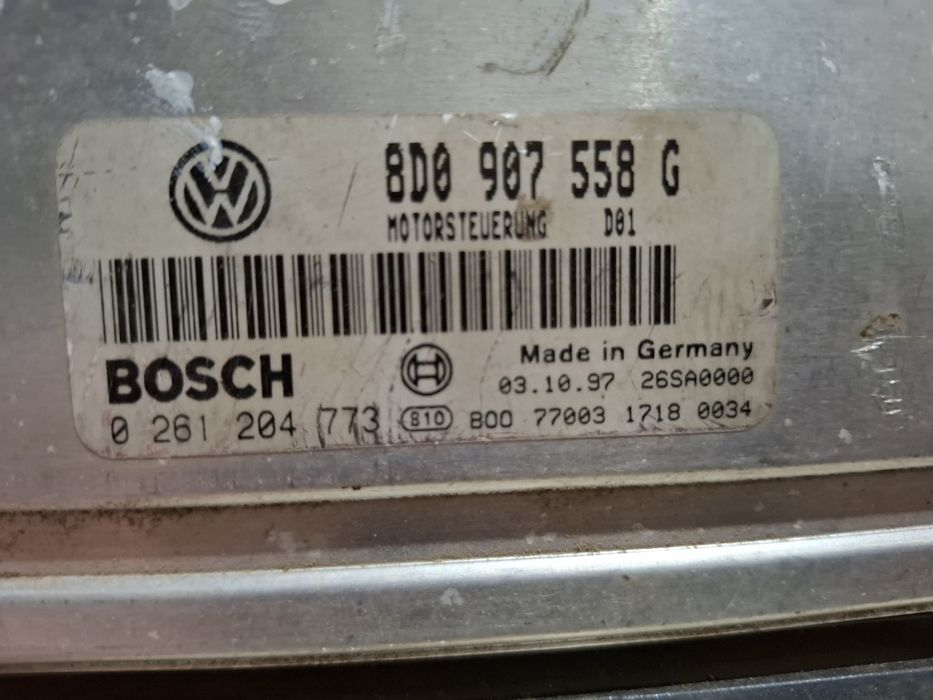 8D0 907 558 G
MOTORSTEUERUNG D01
BOSCH
Made in Germany
03.10.97 26SA0000
0 261 204 773 810 B00 77003 1718 0034